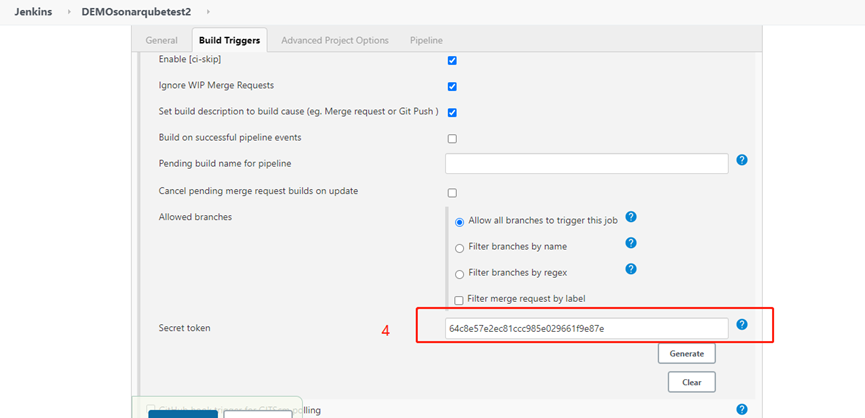 Jenkins DEMOsonarqubetest2
General Build Triggers Advanced Project Options Pipeline
Enable [ci-skip]
Ignore WIP Merge Requests
Set build description to build cause (eg. Merge request or Git Push )
Build on successful pipeline events
Pending build name for pipeline
Cancel pending merge request builds on update
Allowed branches
Allow all branches to trigger this job
Filter branches by name
Filter branches by regex
Filter merge request by label
Secret token
4
64c8e57e2ec81ccc985e029661f9e87e
Generate
Clear
polling